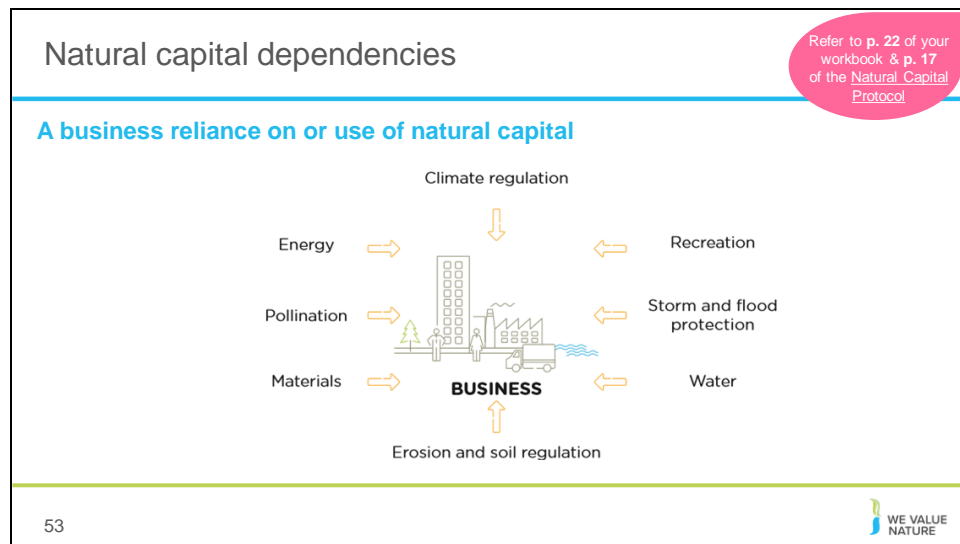 Natural capital dependencies
Refer to p. 22 of your
workbook & p. 17
of the Natural Capital
Protocol
A business reliance on or use of natural capital
Climate regulation
Energy
Recreation
Pollination
Storm and flood
protection
Materials
BUSINESS
Water
Erosion and soil regulation
53
WE VALUE
NATURE